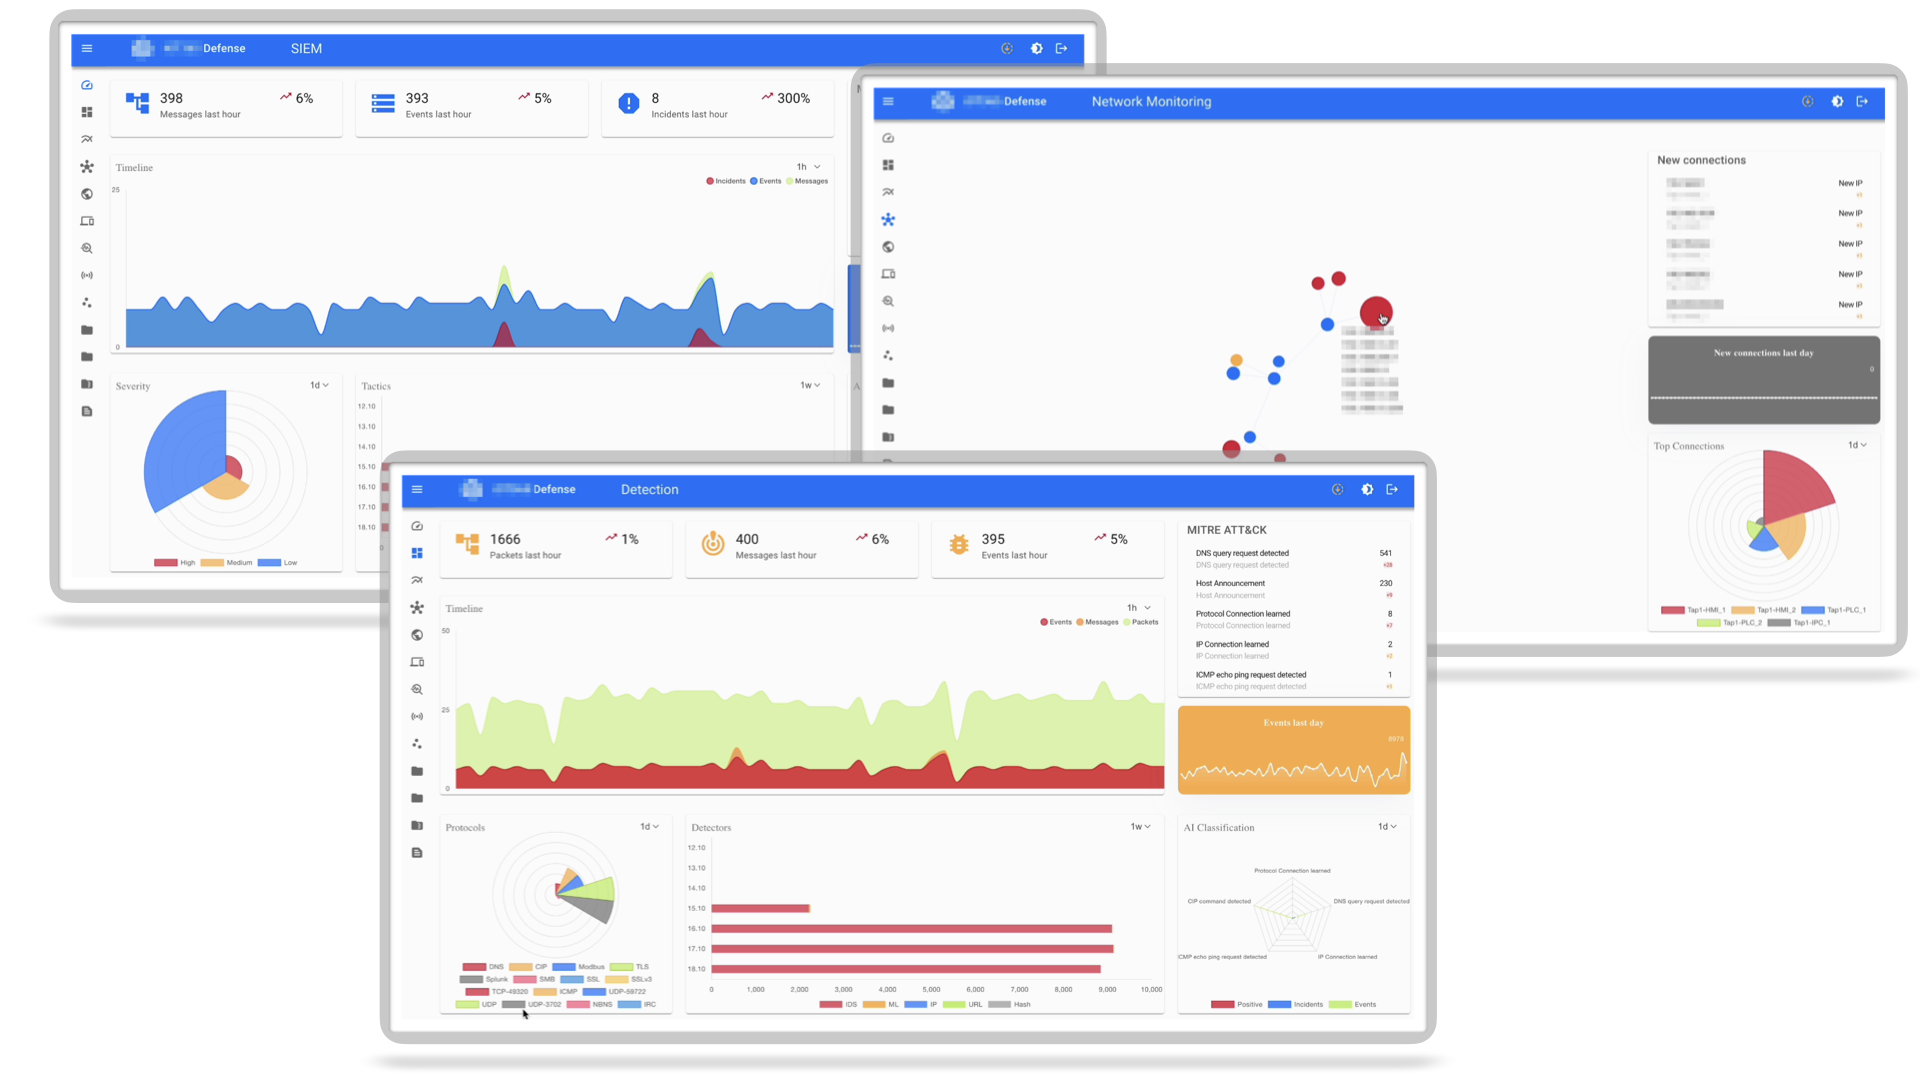 Defense SIEM
398
Messages last hour
6%
393
Events last hour
5%
8
Incidents last hour
300%
Timeline
1h
Incidents Events Messages
25
0
Severity
1d
High Medium Low
Tactics
1w
12.10
13.10
14.10
15.10
16.10
17.10
18.10
0
Defense Network Monitoring
New connections
New IP
New IP
New IP
New IP
New IP
New connections last day
0
Top Connections
1d
Tap1-HMI_1 Tap1-HMI_2 Tap1-PLC_1
Tap1-PLC_2 Tap1-IPC_1
Defense Detection
1666
Packets last hour
1%
400
Messages last hour
6%
395
Events last hour
5%
Timeline
1h
Events Messages Packets
50
25
0
MITRE ATT&CK
DNS query request detected 541
DNS query request detected
Host Announcement 230
Host Announcement +9
Protocol Connection learned 8
Protocol Connection learned +7
IP Connection learned 2
IP Connection learned +2
ICMP echo ping request detected 1
ICMP echo ping request detected +1
Events last day
Protocols
1d
DNS CIP Modbus TLS
Splunk SMB SSL SSLv3
TCP-49320 ICMP UDP-59722
UDP UDP-3702 NBNS IRC
Detectors
1w
12.10
13.10
14.10
15.10
16.10
17.10
18.10
0 1,000 2,000 3,000 4,000 5,000 6,000 7,000 8,000 9,000 10,000
IDS ML IP URL Hash
AI Classification
1d
Protocol Connection learned
CIP command detected
DNS query request detected
CMP echo ping request detected
IP Connection learned
Positive Incidents Events